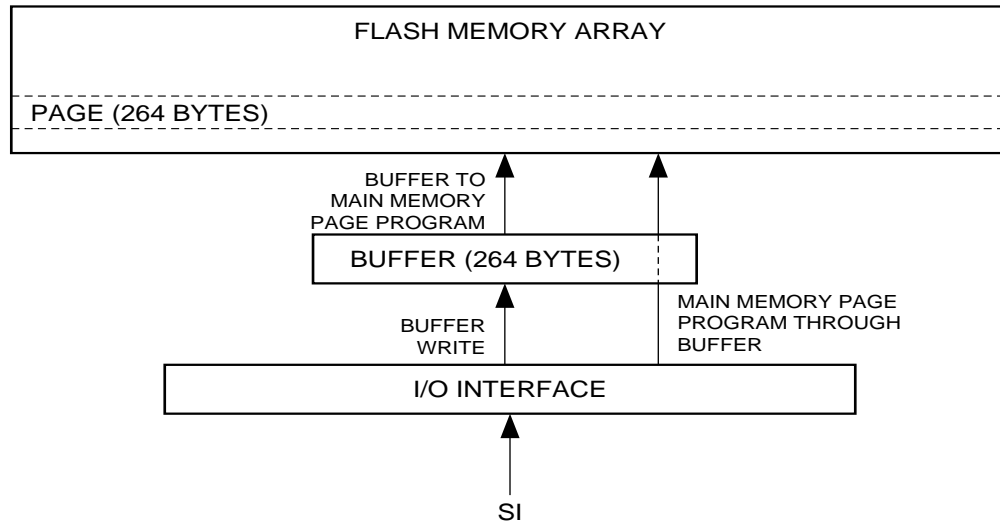 FLASH MEMORY ARRAY
PAGE (264 BYTES)
BUFFER TO
MAIN MEMORY
PAGE PROGRAM
BUFFER (264 BYTES)
BUFFER
WRITE
MAIN MEMORY PAGE
PROGRAM THROUGH
BUFFER
I/O INTERFACE
SI